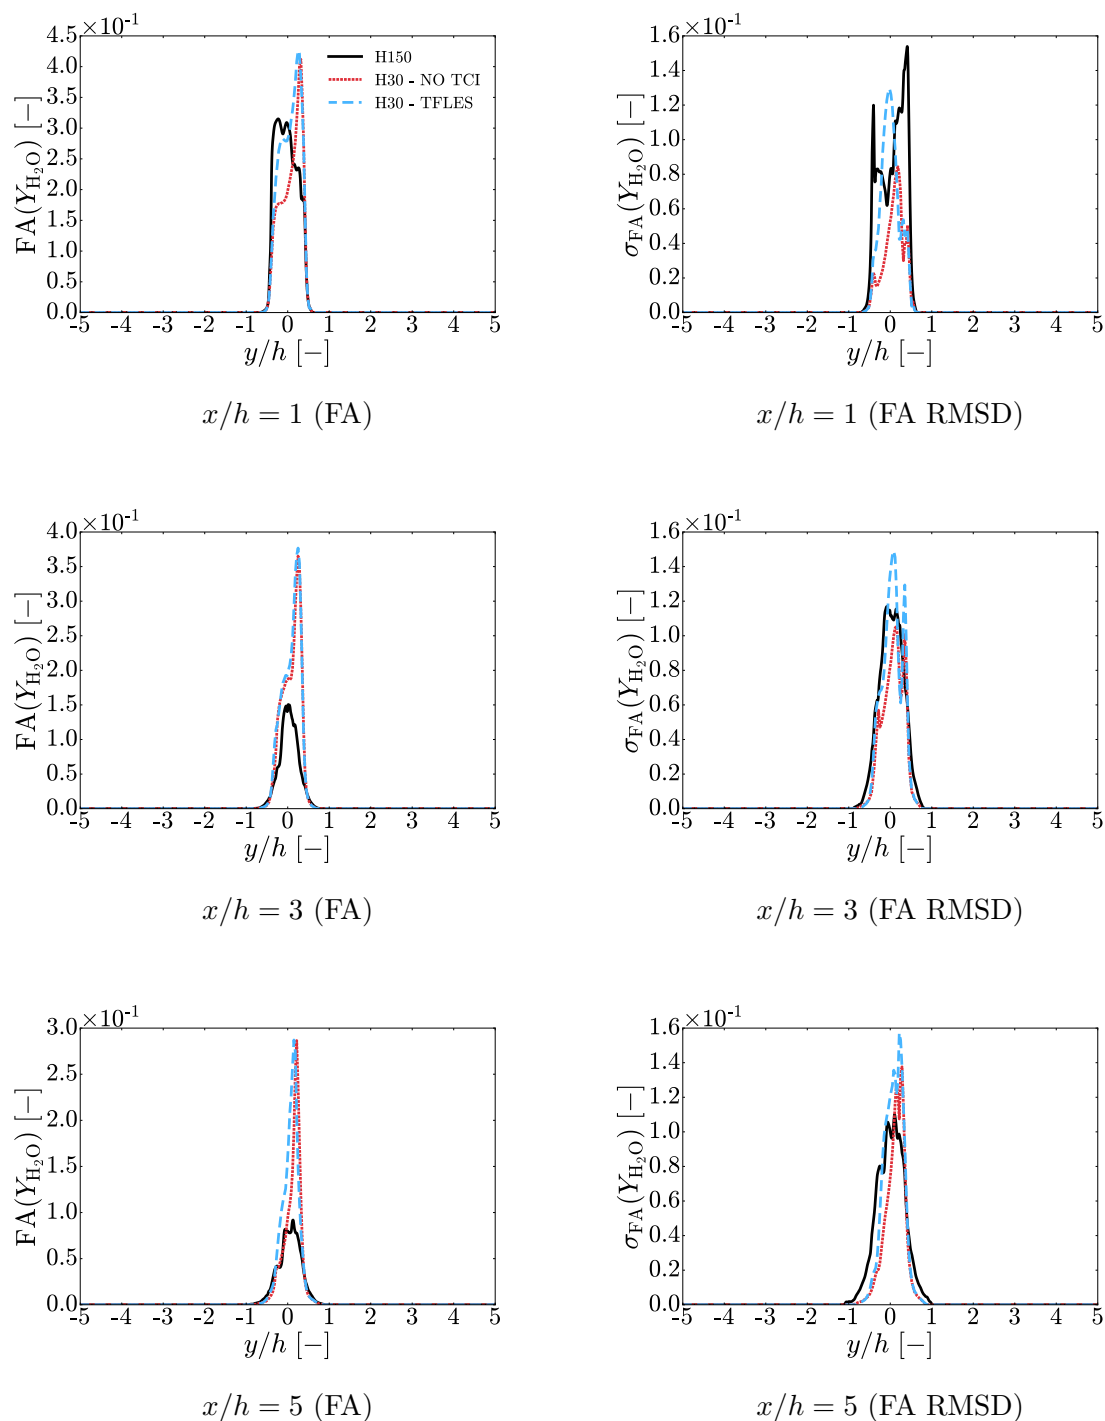 ×10⁻¹
4.5
4.0
3.5
3.0
2.5
2.0
1.5
1.0
0.5
0.0
FA(Y_H₂O) [−]
H150
H30 - NO TCI
H30 - TFLES
-5 -4 -3 -2 -1 0 1 2 3 4 5
y/h [−]
x/h = 1 (FA)
×10⁻¹
1.6
1.4
1.2
1.0
0.8
0.6
0.4
0.2
0.0
σ_FA(Y_H₂O) [−]
-5 -4 -3 -2 -1 0 1 2 3 4 5
y/h [−]
x/h = 1 (FA RMSD)
×10⁻¹
4.0
3.5
3.0
2.5
2.0
1.5
1.0
0.5
0.0
FA(Y_H₂O) [−]
-5 -4 -3 -2 -1 0 1 2 3 4 5
y/h [−]
x/h = 3 (FA)
×10⁻¹
1.6
1.4
1.2
1.0
0.8
0.6
0.4
0.2
0.0
σ_FA(Y_H₂O) [−]
-5 -4 -3 -2 -1 0 1 2 3 4 5
y/h [−]
x/h = 3 (FA RMSD)
×10⁻¹
3.0
2.5
2.0
1.5
1.0
0.5
0.0
FA(Y_H₂O) [−]
-5 -4 -3 -2 -1 0 1 2 3 4 5
y/h [−]
x/h = 5 (FA)
×10⁻¹
1.6
1.4
1.2
1.0
0.8
0.6
0.4
0.2
0.0
σ_FA(Y_H₂O) [−]
-5 -4 -3 -2 -1 0 1 2 3 4 5
y/h [−]
x/h = 5 (FA RMSD)